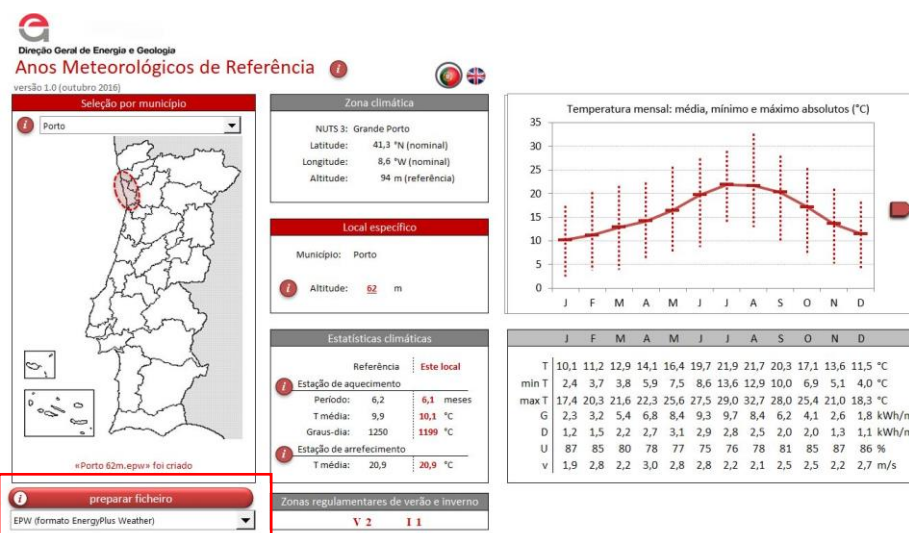 Direção Geral de Energia e Geologia
Anos Meteorológicos de Referência i
versão 1.0 (outubro 2016)
Seleção por município
i Porto
«Porto 62m.epw» foi criado
i preparar ficheiro
EPW (formato EnergyPlus Weather)
Zona climática
NUTS 3: Grande Porto
Latitude: 41,3 °N (nominal)
Longitude: 8,6 °W (nominal)
Altitude: 94 m (referência)
Local específico
Município: Porto
i Altitude: 62 m
Estatísticas climáticas
Referência Este local
i Estação de aquecimento
Período: 6,2 6,1 meses
T média: 9,9 10,1 °C
Graus-dia: 1250 1199 °C
i Estação de arrefecimento
T média: 20,9 20,9 °C
Zonas regulamentares de verão e inverno
V 2 I 1
Temperatura mensal: média, mínimo e máximo absolutos (°C)
35
30
25
20
15
10
5
0
J F M A M J J A S O N D
J F M A M J J A S O N D
T 10,1 11,2 12,9 14,1 16,4 19,7 21,9 21,7 20,3 17,1 13,6 11,5 °C
min T 2,4 3,7 3,8 5,9 7,5 8,6 13,6 12,9 10,0 6,9 5,1 4,0 °C
max T 17,4 20,3 21,6 22,3 25,6 27,5 29,0 32,7 28,0 25,4 21,0 18,3 °C
G 2,3 3,2 5,4 6,8 8,4 9,3 9,7 8,4 6,2 4,1 2,6 1,8 kWh/m
D 1,2 1,5 2,2 2,7 3,1 2,9 2,8 2,5 2,0 2,0 1,3 1,1 kWh/m
U 87 85 80 78 77 75 76 78 81 85 87 86 %
v 1,9 2,8 2,2 3,0 2,8 2,8 2,2 2,1 2,5 2,5 2,2 2,7 m/s